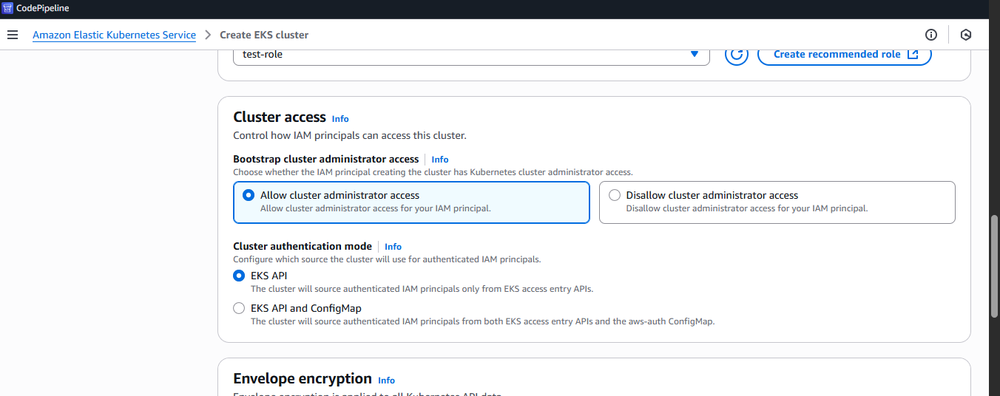 CodePipeline
Amazon Elastic Kubernetes Service > Create EKS cluster
test-role
Create recommended role
Cluster access Info
Control how IAM principals can access this cluster.
Bootstrap cluster administrator access Info
Choose whether the IAM principal creating the cluster has Kubernetes cluster administrator access.
Allow cluster administrator access
Allow cluster administrator access for your IAM principal.
Disallow cluster administrator access
Disallow cluster administrator access for your IAM principal.
Cluster authentication mode Info
Configure which source the cluster will use for authenticated IAM principals.
EKS API
The cluster will source authenticated IAM principals only from EKS access entry APIs.
EKS API and ConfigMap
The cluster will source authenticated IAM principals from both EKS access entry APIs and the aws-auth ConfigMap.
Envelope encryption Info
Envelope encryption is applied to all Kubernetes API data.